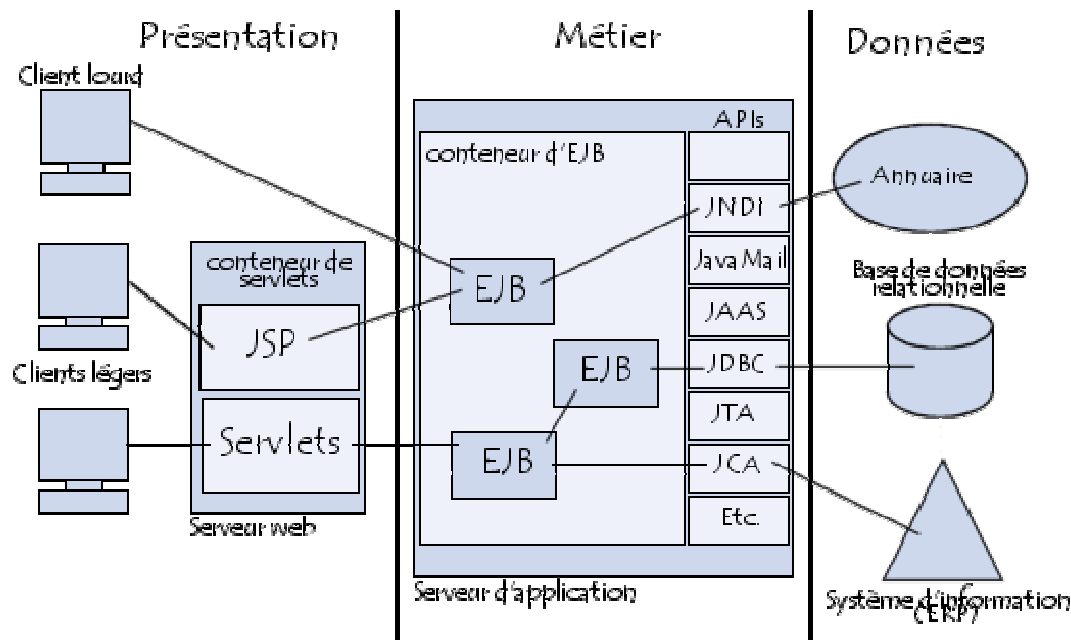 Présentation
Métier
Données
Client lourd
Clients légers
conteneur de
servlets
JSP
Servlets
Serveur web
conteneur d'EJB
EJB
EJB
EJB
APIs
JNDI
Java Mail
JAAS
JDBC
JTA
JCA
Etc.
Serveur d'application
Annuaire
Base de données
relationnelle
Système d'information
(ERP)